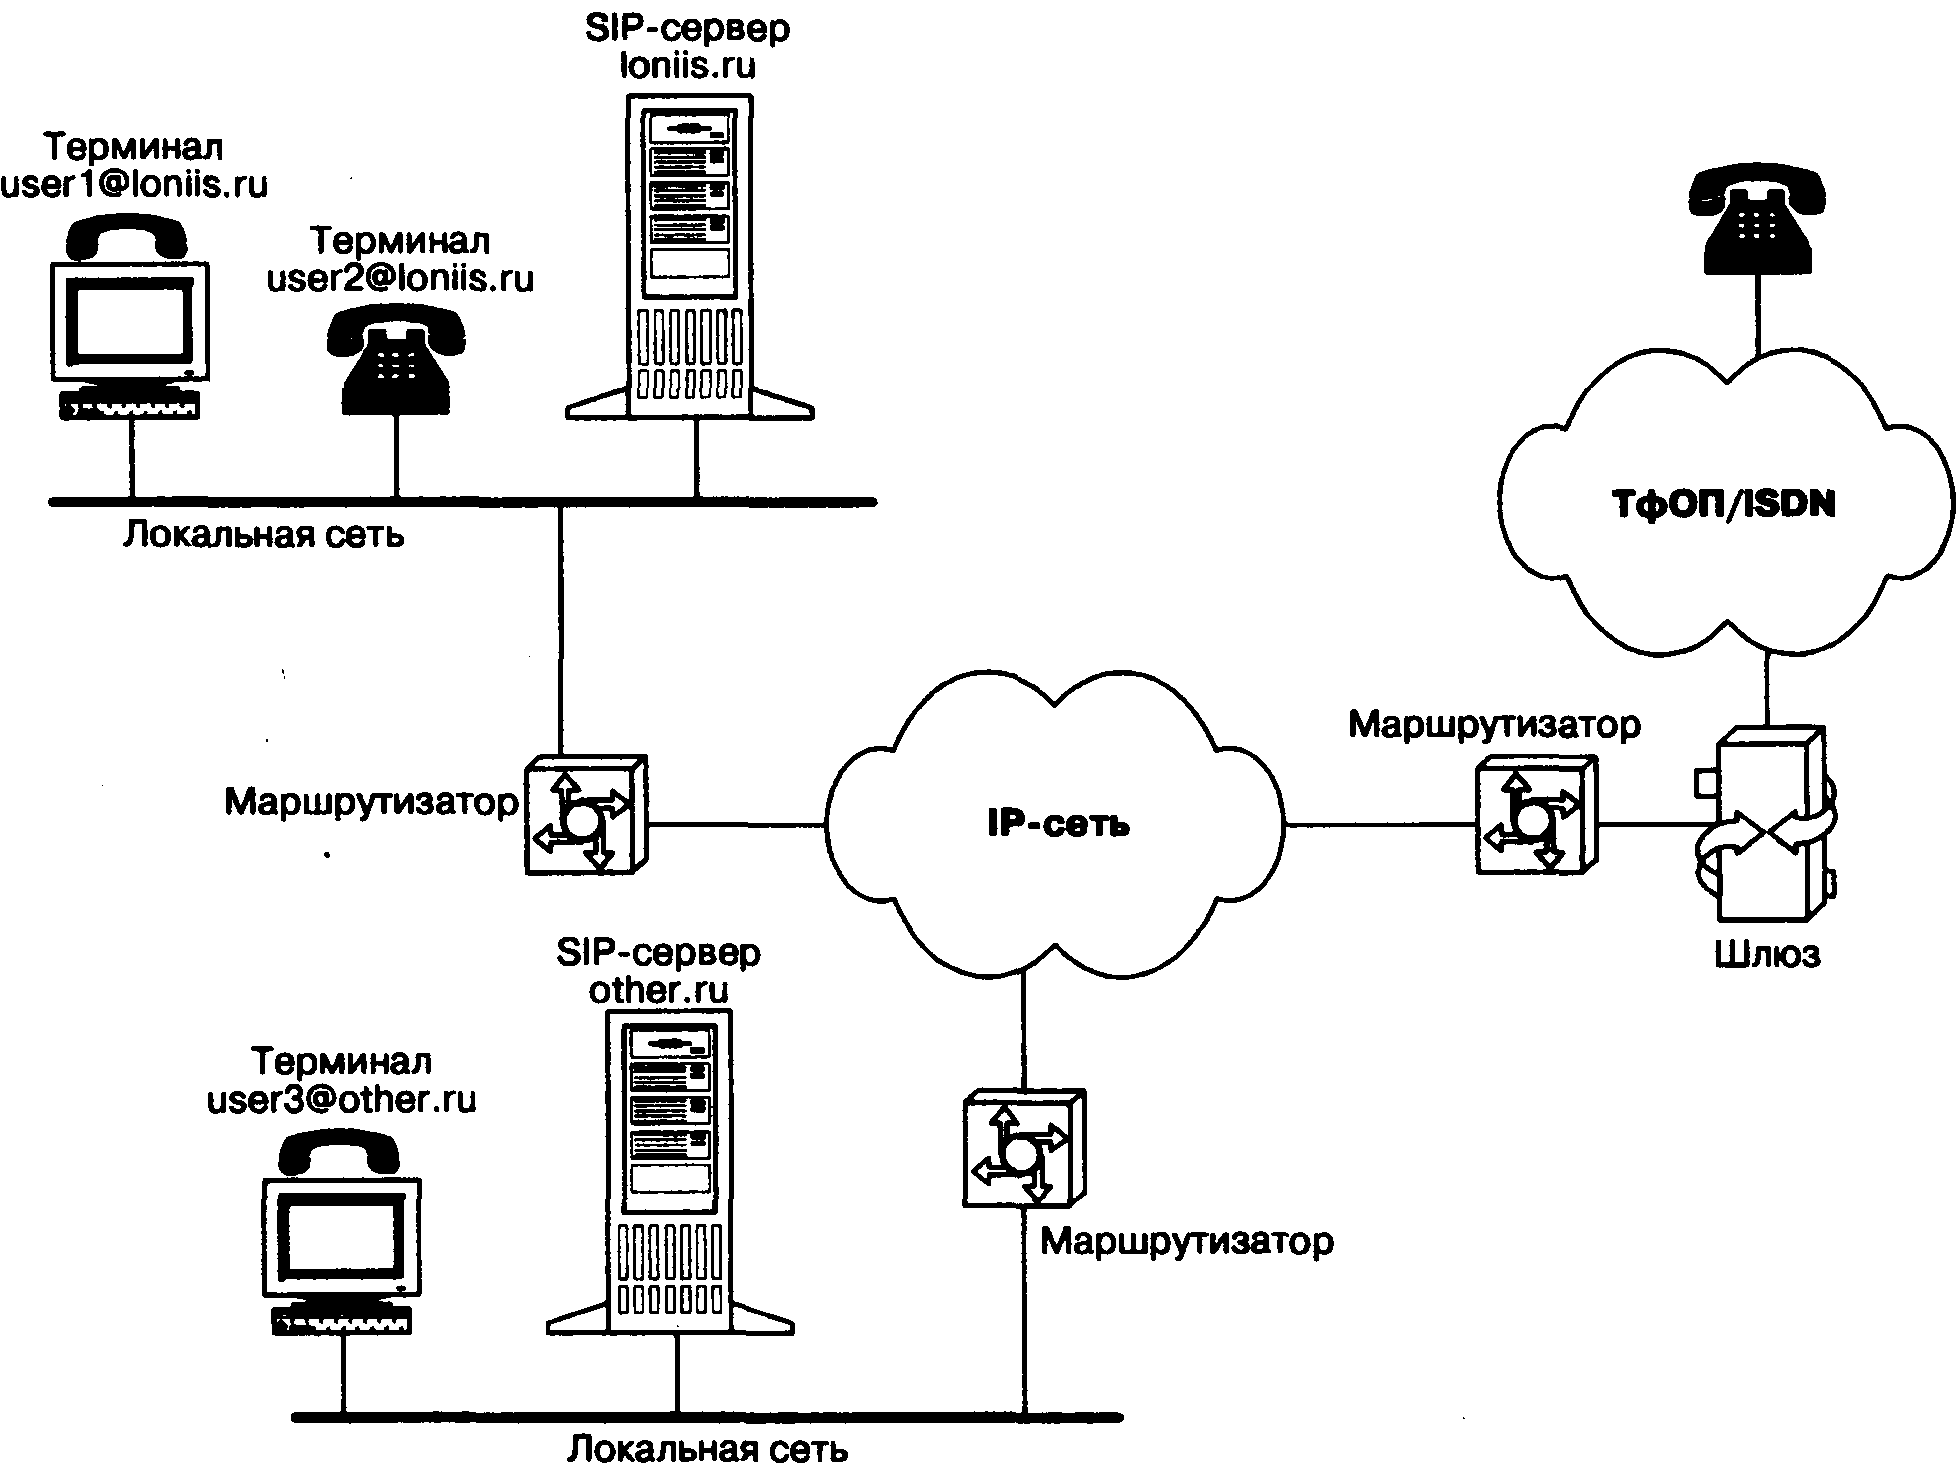 SIP-сервер
loniis.ru
Терминал
user1@loniis.ru
Терминал
user2@loniis.ru
Локальная сеть
ТфОП/ISDN
Маршрутизатор
Маршрутизатор
IP-сеть
Шлюз
SIP-сервер
other.ru
Терминал
user3@other.ru
Маршрутизатор
Локальная сеть